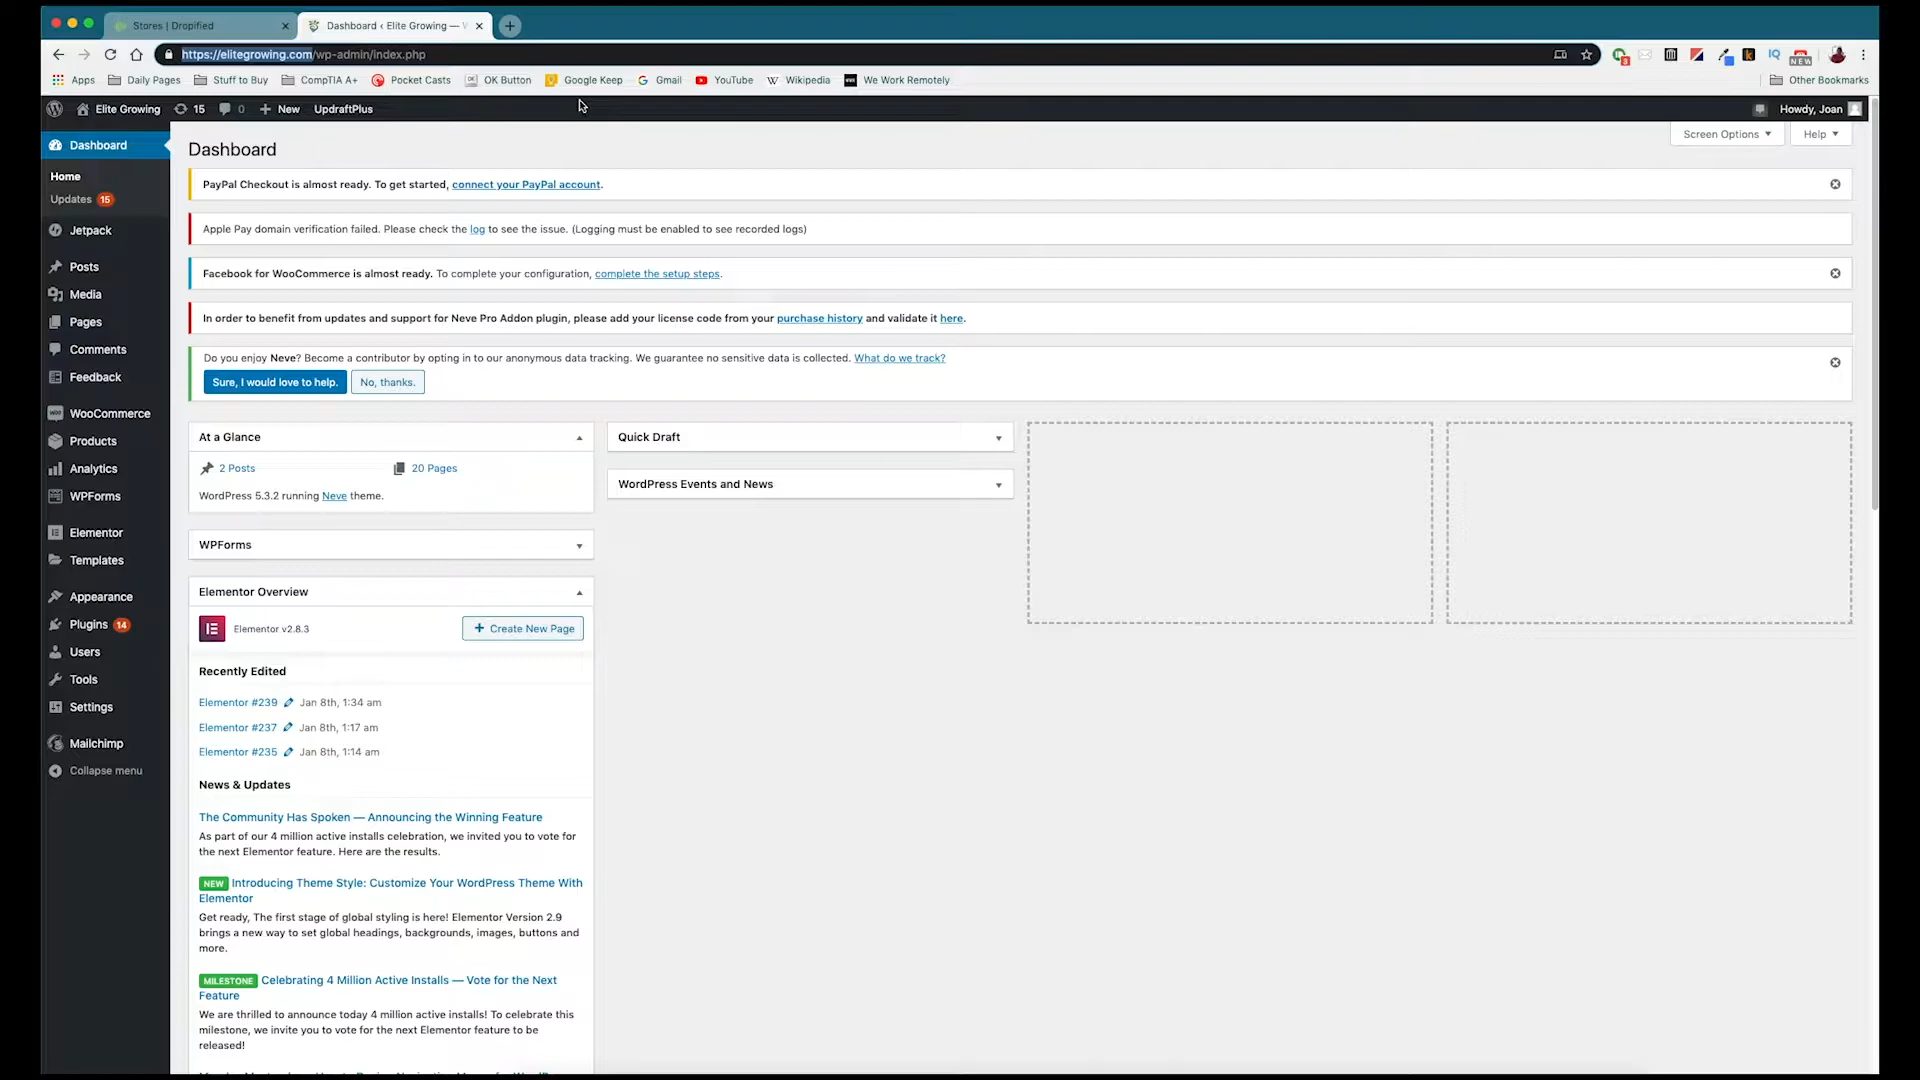 Stores | Dropified
Dashboard ‹ Elite Growing — W
https://elitegrowing.com/wp-admin/index.php
3
NEW
Apps
Daily Pages
Stuff to Buy
CompTIA A+
Pocket Casts
OK Button
Google Keep
Gmail
YouTube
Wikipedia
We Work Remotely
Other Bookmarks
Elite Growing
15
0
New
UpdraftPlus
Howdy, Joan
Dashboard
Home
Updates 15
Jetpack
Posts
Media
Pages
Comments
Feedback
WooCommerce
Products
Analytics
WPForms
Elementor
Templates
Appearance
Plugins 14
Users
Tools
Settings
Mailchimp
Collapse menu
Screen Options
Help
Dashboard
PayPal Checkout is almost ready. To get started, connect your PayPal account.
Apple Pay domain verification failed. Please check the log to see the issue. (Logging must be enabled to see recorded logs)
Facebook for WooCommerce is almost ready. To complete your configuration, complete the setup steps.
In order to benefit from updates and support for Neve Pro Addon plugin, please add your license code from your purchase history and validate it here.
Do you enjoy Neve? Become a contributor by opting in to our anonymous data tracking. We guarantee no sensitive data is collected. What do we track?
Sure, I would love to help.
No, thanks.
At a Glance
2 Posts
20 Pages
WordPress 5.3.2 running Neve theme.
WPForms
Elementor Overview
Elementor v2.8.3
Create New Page
Recently Edited
Elementor #239 Jan 8th, 1:34 am
Elementor #237 Jan 8th, 1:17 am
Elementor #235 Jan 8th, 1:14 am
News & Updates
The Community Has Spoken — Announcing the Winning Feature
As part of our 4 million active installs celebration, we invited you to vote for
the next Elementor feature. Here are the results.
NEW Introducing Theme Style: Customize Your WordPress Theme With
Elementor
Get ready, The first stage of global styling is here! Elementor Version 2.9
brings a new way to set global headings, backgrounds, images, buttons and
more.
MILESTONE Celebrating 4 Million Active Installs — Vote for the Next
Feature
We are thrilled to announce today 4 million active installs! To celebrate this
milestone, we invite you to vote for the next Elementor feature to be
released!
Quick Draft
WordPress Events and News